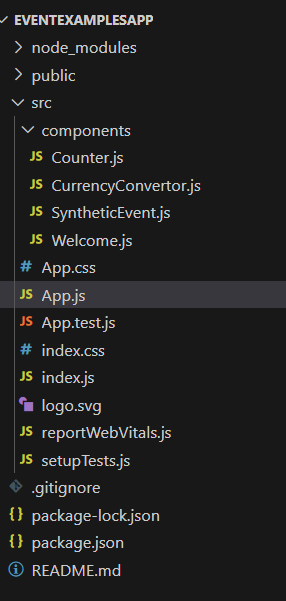 EVENTEXAMPLESAPP
node_modules
public
src
components
JS Counter.js
JS CurrencyConvertor.js
JS SyntheticEvent.js
JS Welcome.js
# App.css
JS App.js
JS App.test.js
# index.css
JS index.js
logo.svg
JS reportWebVitals.js
JS setupTests.js
.gitignore
{} package-lock.json
{} package.json
README.md